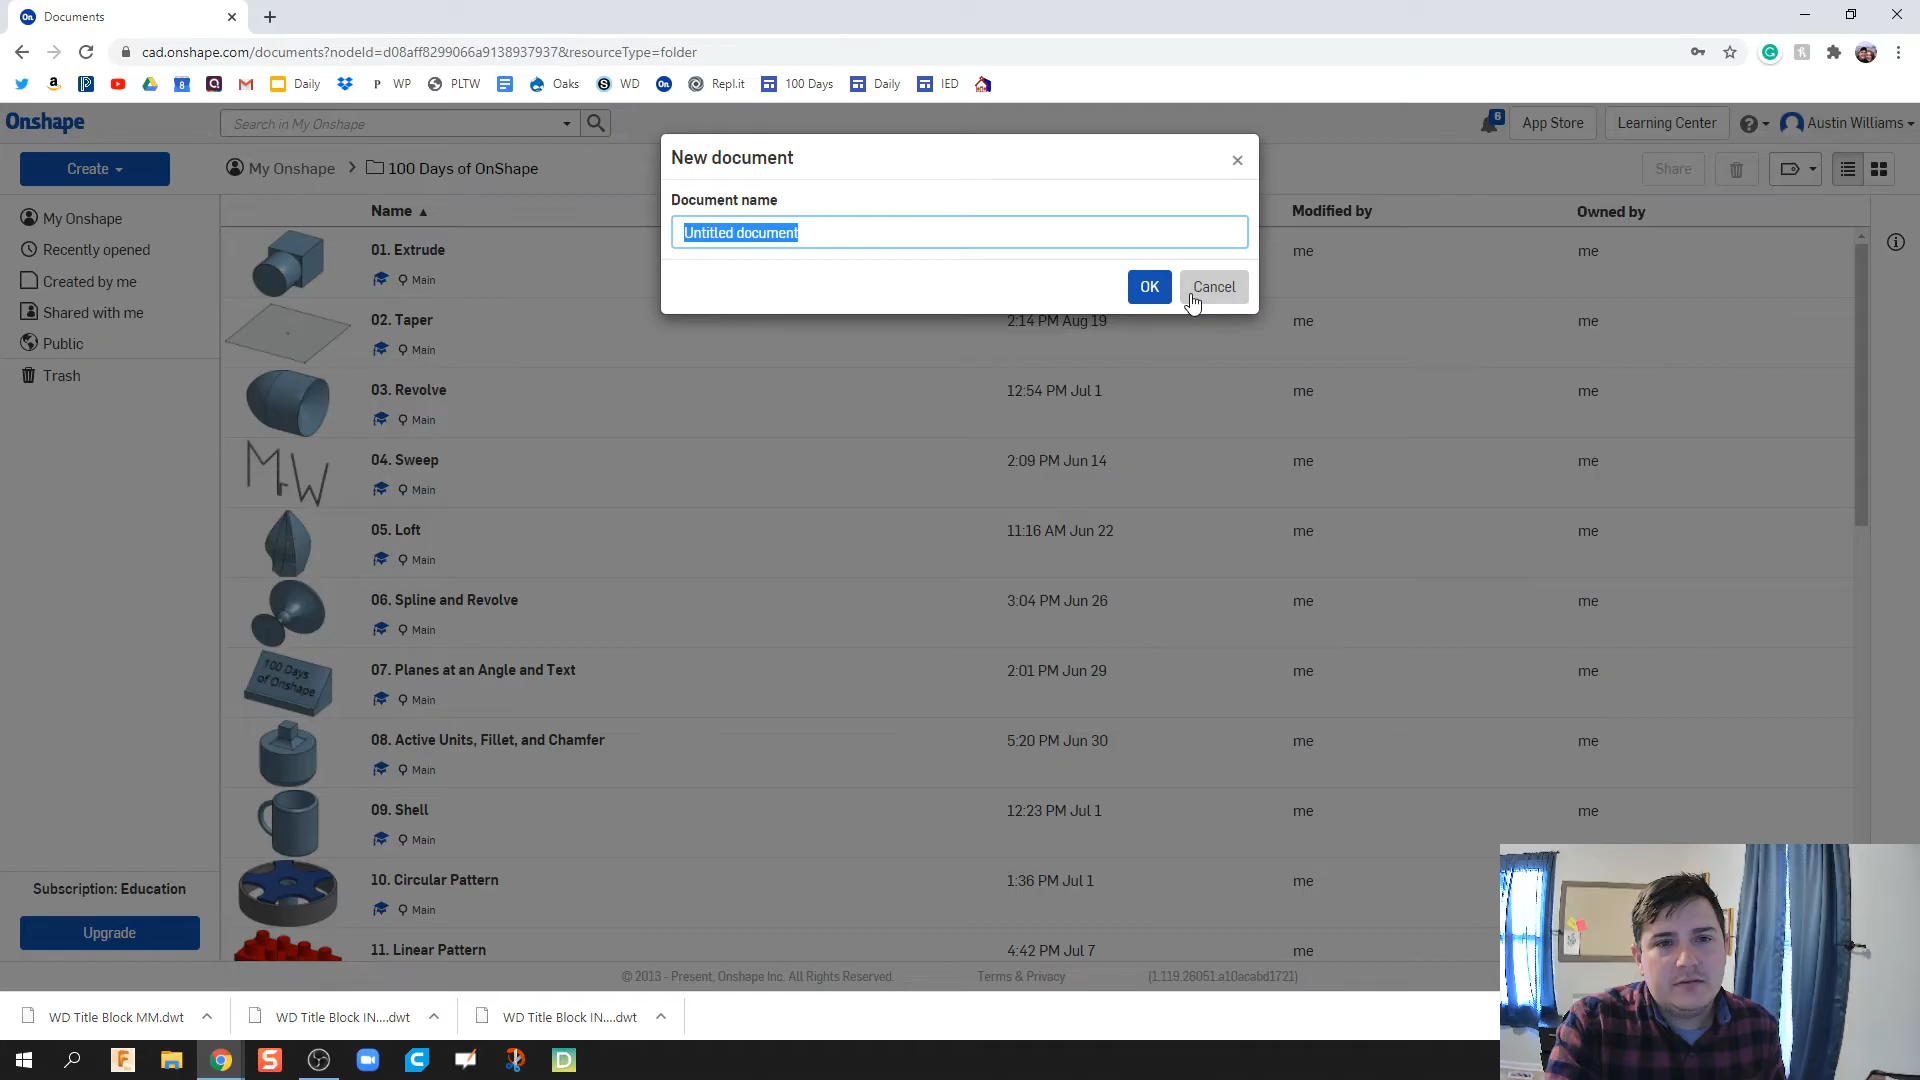 Documents
cad.onshape.com/documents?nodeId=d08aff8299066a9138937937&resourceType=folder
Daily
WP
PLTW
Oaks
WD
Repl.it
100 Days
Daily
IED
Onshape
Search in My Onshape
6
App Store
Learning Center
Austin Williams
Create
My Onshape
100 Days of OnShape
Share
New document
Document name
Untitled document
OK
Cancel
My Onshape
Recently opened
Created by me
Shared with me
Public
Trash
Name
Modified by
Owned by
01. Extrude
Main
me
me
02. Taper
Main
2:14 PM Aug 19
me
me
03. Revolve
Main
12:54 PM Jul 1
me
me
04. Sweep
Main
2:09 PM Jun 14
me
me
05. Loft
Main
11:16 AM Jun 22
me
me
06. Spline and Revolve
Main
3:04 PM Jun 26
me
me
100 Days
of Onshape
07. Planes at an Angle and Text
Main
2:01 PM Jun 29
me
me
08. Active Units, Fillet, and Chamfer
Main
5:20 PM Jun 30
me
me
09. Shell
Main
12:23 PM Jul 1
me
me
10. Circular Pattern
Main
1:36 PM Jul 1
me
11. Linear Pattern
4:42 PM Jul 7
me
Subscription: Education
Upgrade
© 2013 - Present, Onshape Inc. All Rights Reserved.
Terms & Privacy
(1.119.26051.a10acabd1721)
WD Title Block MM.dwt
WD Title Block IN....dwt
WD Title Block IN....dwt